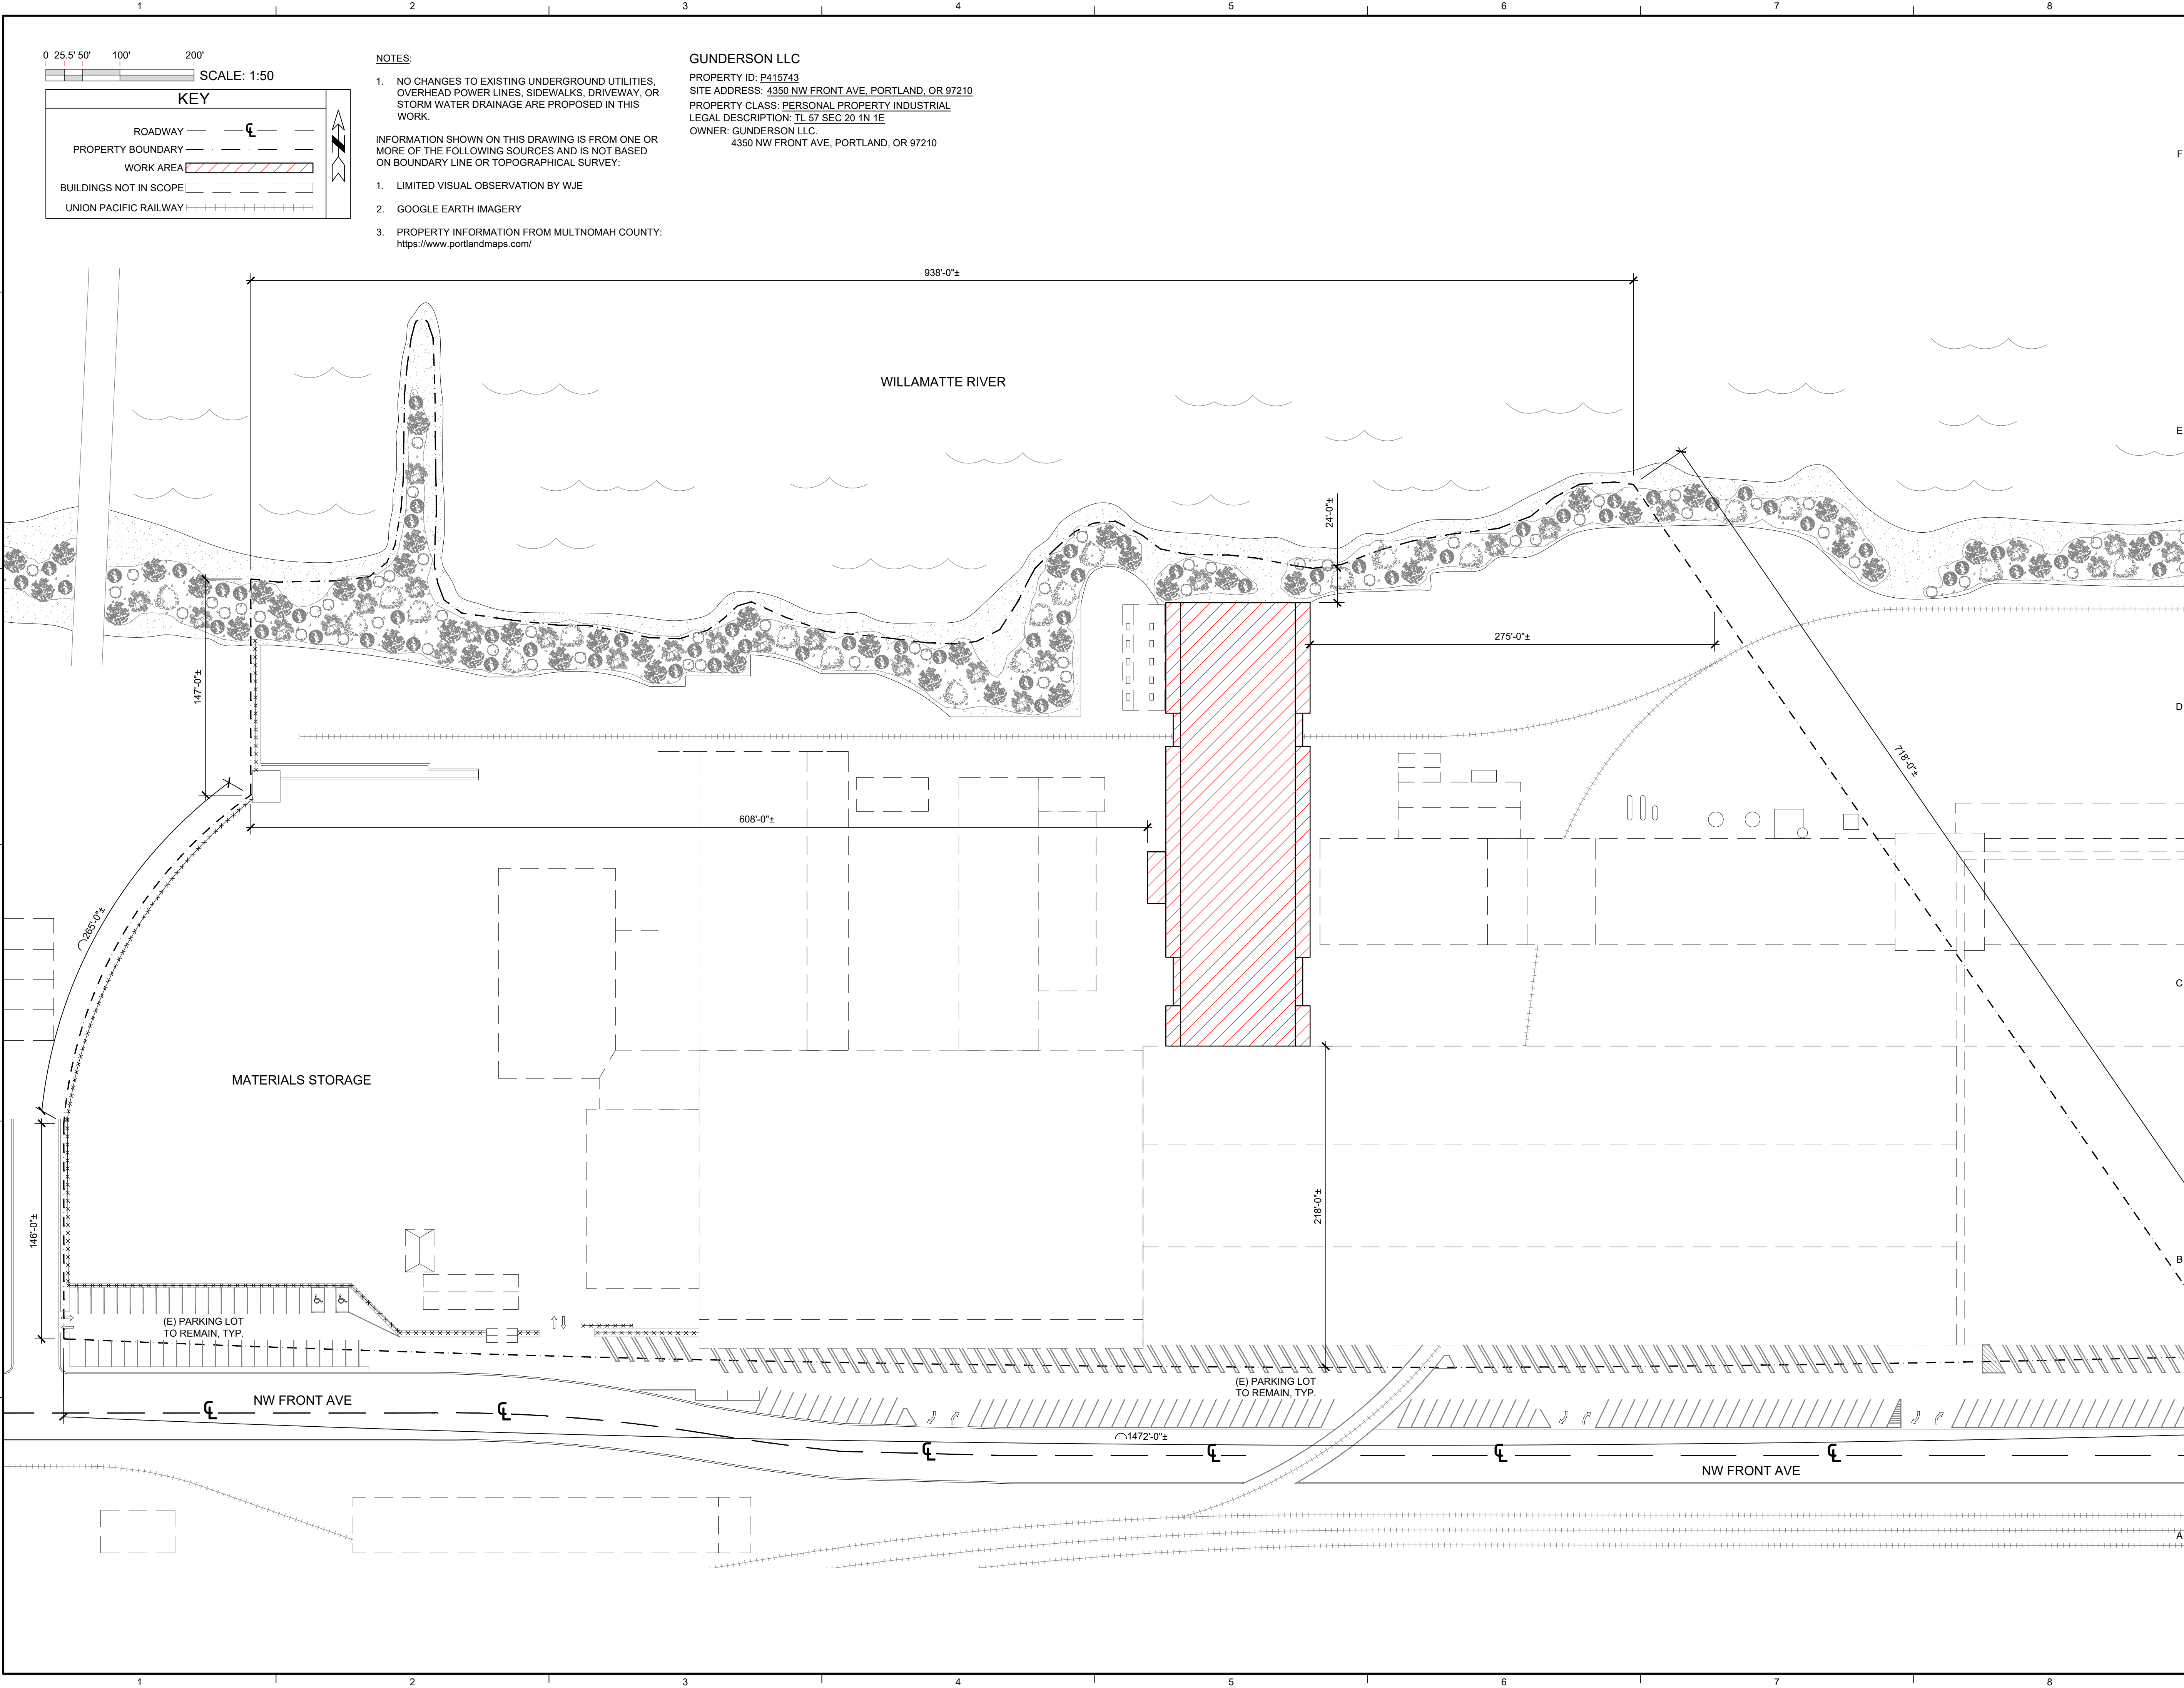 1 2 3 4 5 6 7 8
0 25.5' 50' 100' 200'
SCALE: 1:50
KEY
ROADWAY
PROPERTY BOUNDARY
WORK AREA
BUILDINGS NOT IN SCOPE
UNION PACIFIC RAILWAY
N
NOTES:
1. NO CHANGES TO EXISTING UNDERGROUND UTILITIES,
OVERHEAD POWER LINES, SIDEWALKS, DRIVEWAY, OR
STORM WATER DRAINAGE ARE PROPOSED IN THIS
WORK.
INFORMATION SHOWN ON THIS DRAWING IS FROM ONE OR
MORE OF THE FOLLOWING SOURCES AND IS NOT BASED
ON BOUNDARY LINE OR TOPOGRAPHICAL SURVEY:
1. LIMITED VISUAL OBSERVATION BY WJE
2. GOOGLE EARTH IMAGERY
3. PROPERTY INFORMATION FROM MULTNOMAH COUNTY:
https://www.portlandmaps.com/
GUNDERSON LLC
PROPERTY ID: P415743
SITE ADDRESS: 4350 NW FRONT AVE, PORTLAND, OR 97210
PROPERTY CLASS: PERSONAL PROPERTY INDUSTRIAL
LEGAL DESCRIPTION: TL 57 SEC 20 1N 1E
OWNER: GUNDERSON LLC.
4350 NW FRONT AVE, PORTLAND, OR 97210
F
938'-0"±
WILLAMATTE RIVER
E
24'-0"±
275'-0"±
147'-0"±
D
718'-0"±
608'-0"±
265'-0"±
C
MATERIALS STORAGE
218'-0"±
146'-0"±
B
(E) PARKING LOT
TO REMAIN, TYP.
(E) PARKING LOT
TO REMAIN, TYP.
NW FRONT AVE
1472'-0"±
NW FRONT AVE
A
1 2 3 4 5 6 7 8